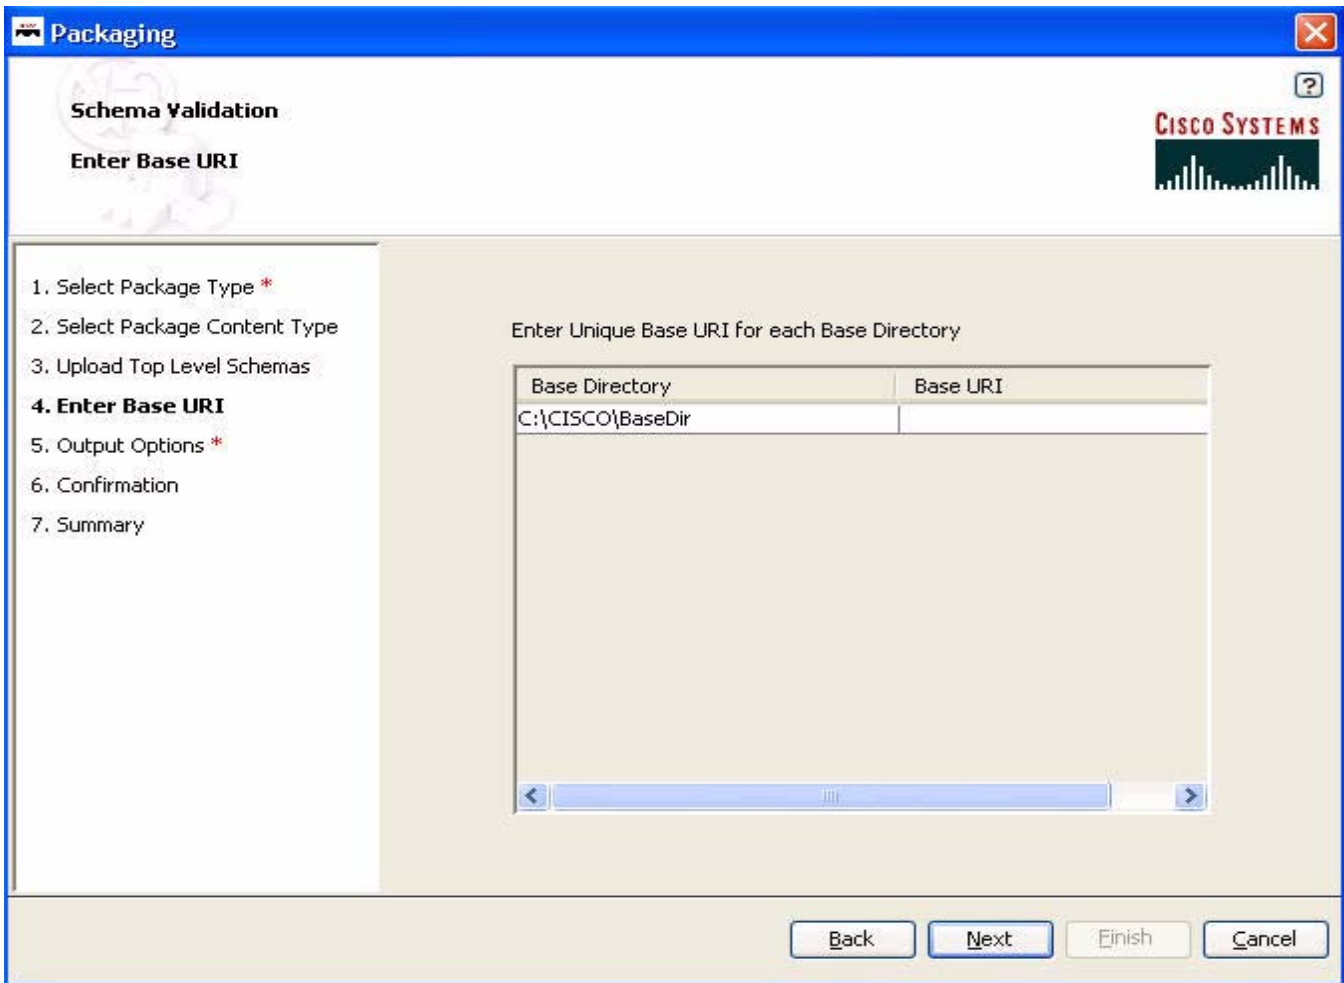 Packaging
Schema Validation
?
CISCO SYSTEMS
Enter Base URI
1. Select Package Type *
2. Select Package Content Type
3. Upload Top Level Schemas
4. Enter Base URI
5. Output Options *
6. Confirmation
7. Summary
Enter Unique Base URI for each Base Directory
Base Directory Base URI
C:\CISCO\BaseDir
Back Next Finish Cancel